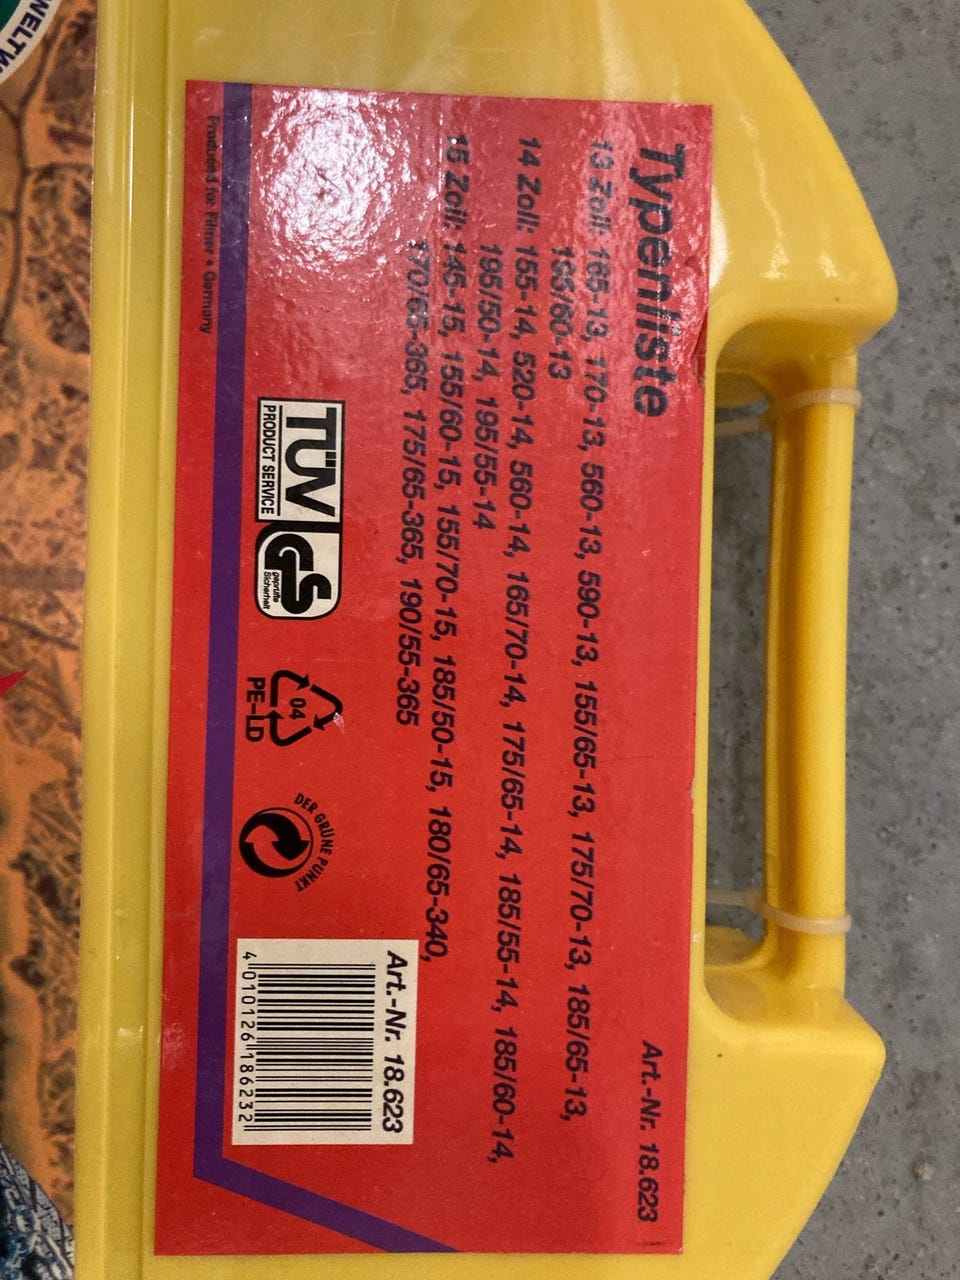 Typenliste
Art.-Nr. 18.623
13 Zoll: 165-13, 170-13, 560-13, 590-13, 155/65-13, 175/70-13, 185/65-13,
195/60-13
14 Zoll: 155-14, 520-14, 560-14, 165/70-14, 175/65-14, 185/55-14, 185/60-14,
195/50-14, 195/55-14
15 Zoll: 145-15, 155/60-15, 155/70-15, 185/50-15, 180/65-340,
170/65-365, 175/65-365, 190/55-365
TÜV
PRODUCT SERVICE
GS
geprüfte
Sicherheit
04
PE-LD
DER GRÜNE PUNKT
Art.-Nr. 18.623
4 010126 186232
Produced for Filmer • Germany